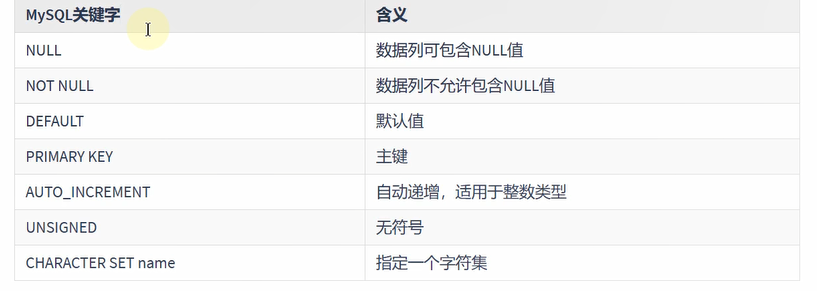 MySQL关键字 含义
NULL 数据列可包含NULL值
NOT NULL 数据列不允许包含NULL值
DEFAULT 默认值
PRIMARY KEY 主键
AUTO_INCREMENT 自动递增，适用于整数类型
UNSIGNED 无符号
CHARACTER SET name 指定一个字符集